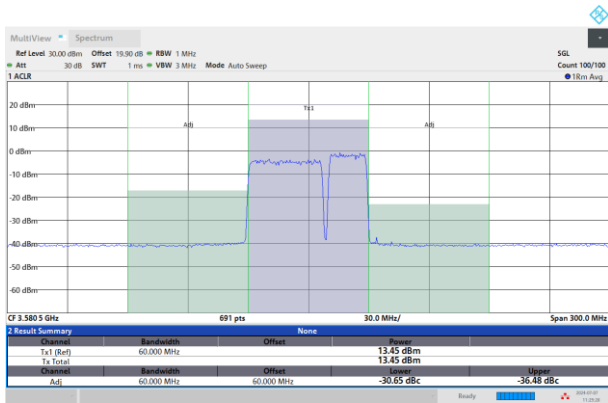 MultiView Spectrum
Ref Level 30.00 dBm Offset 19.90 dB RBW 1 MHz SGL
Att 30 dB SWT 1 ms VBW 3 MHz Mode Auto Sweep Count 100/100
1 ACLR 1Rm Avg
Tx1
20 dBm
Adj Adj
10 dBm
0 dBm
-10 dBm
-20 dBm
-30 dBm
-40 dBm
-50 dBm
-60 dBm
CF 3.580 5 GHz 691 pts 30.0 MHz/ Span 300.0 MHz
2 Result Summary None
Channel Bandwidth Offset Power
Tx1 (Ref) 60.000 MHz 13.45 dBm
Tx Total 13.45 dBm
Channel Bandwidth Offset Lower Upper
Adj 60.000 MHz 60.000 MHz -30.65 dBc -36.48 dBc
Ready